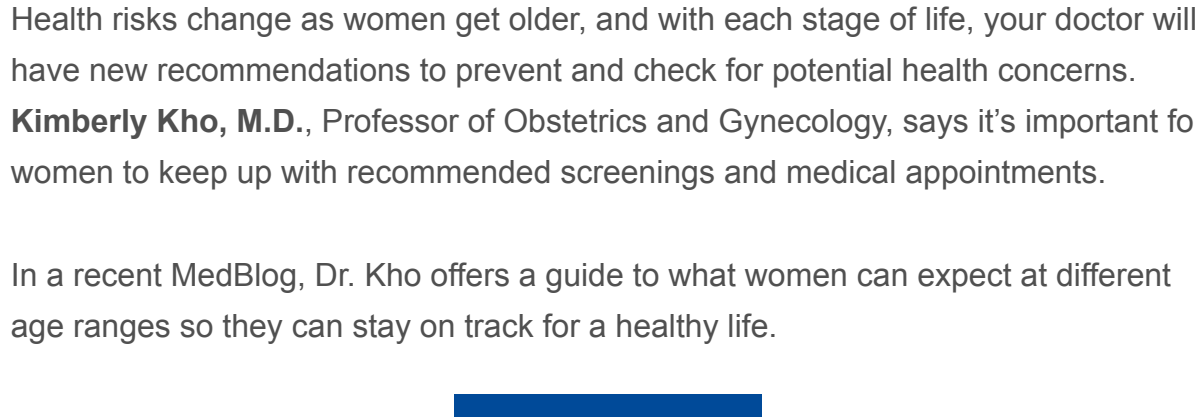 Health risks change as women get older, and with each stage of life, your doctor will
have new recommendations to prevent and check for potential health concerns.
Kimberly Kho, M.D., Professor of Obstetrics and Gynecology, says it’s important fo
women to keep up with recommended screenings and medical appointments.
In a recent MedBlog, Dr. Kho offers a guide to what women can expect at different
age ranges so they can stay on track for a healthy life.